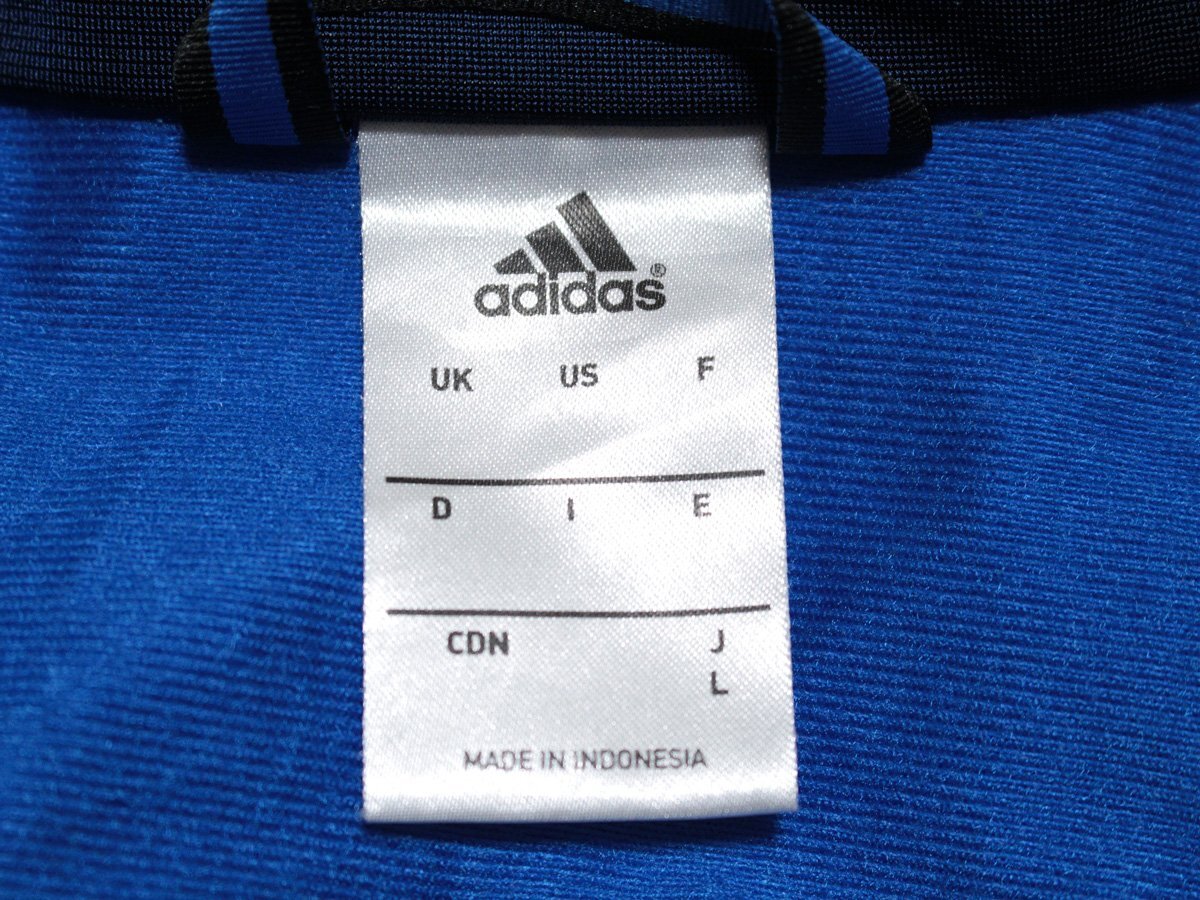 adidas®
UK US F
D I E
CDN J
L
MADE IN INDONESIA